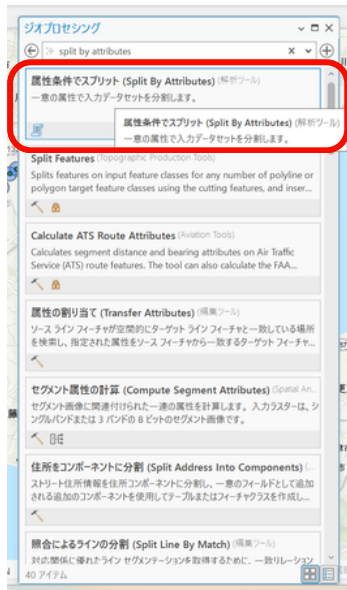 ジオプロセシング
split by attributes
属性条件でスプリット (Split By Attributes) (解析ツール)
一意の属性で入力データセットを分割します。
属性条件でスプリット (Split By Attributes) (解析ツール)
一意の属性で入力データセットを分割します。
Split Features (Topographic Production Tools)
Splits features on input feature classes for any number of polyline or
polygon target feature classes using the cutting features, and inser...
Calculate ATS Route Attributes (Aviation Tools)
Calculates segment distance and bearing attributes on Air Traffic
Service (ATS) route features. The tool can also calculate the FAA...
属性の割り当て (Transfer Attributes) (編集ツール)
ソース ライン フィーチャが空間的にターゲット ライン フィーチャと一致している場所
を検索し、指定された属性をソース フィーチャから一致するターゲット フィーチャ...
セグメント属性の計算 (Compute Segment Attributes) (Spatial An...
セグメント画像に関連付けられた一連の属性を計算します。入力ラスターは、シ
ングルバンドまたは 3 バンドの 8 ビットのセグメント画像です。
住所をコンポーネントに分割 (Split Address Into Components) (...
ストリート住所情報を住所コンポーネントに分割し、一意のフィールドとして追加
される追加のコンポーネントを使用してテーブルまたはフィーチャクラスを作成し...
照合によるラインの分割 (Split Line By Match) (編集ツール)
対応関係に優れたライン セグメンテーションを取得するために、一致リレーション
40 アイテム